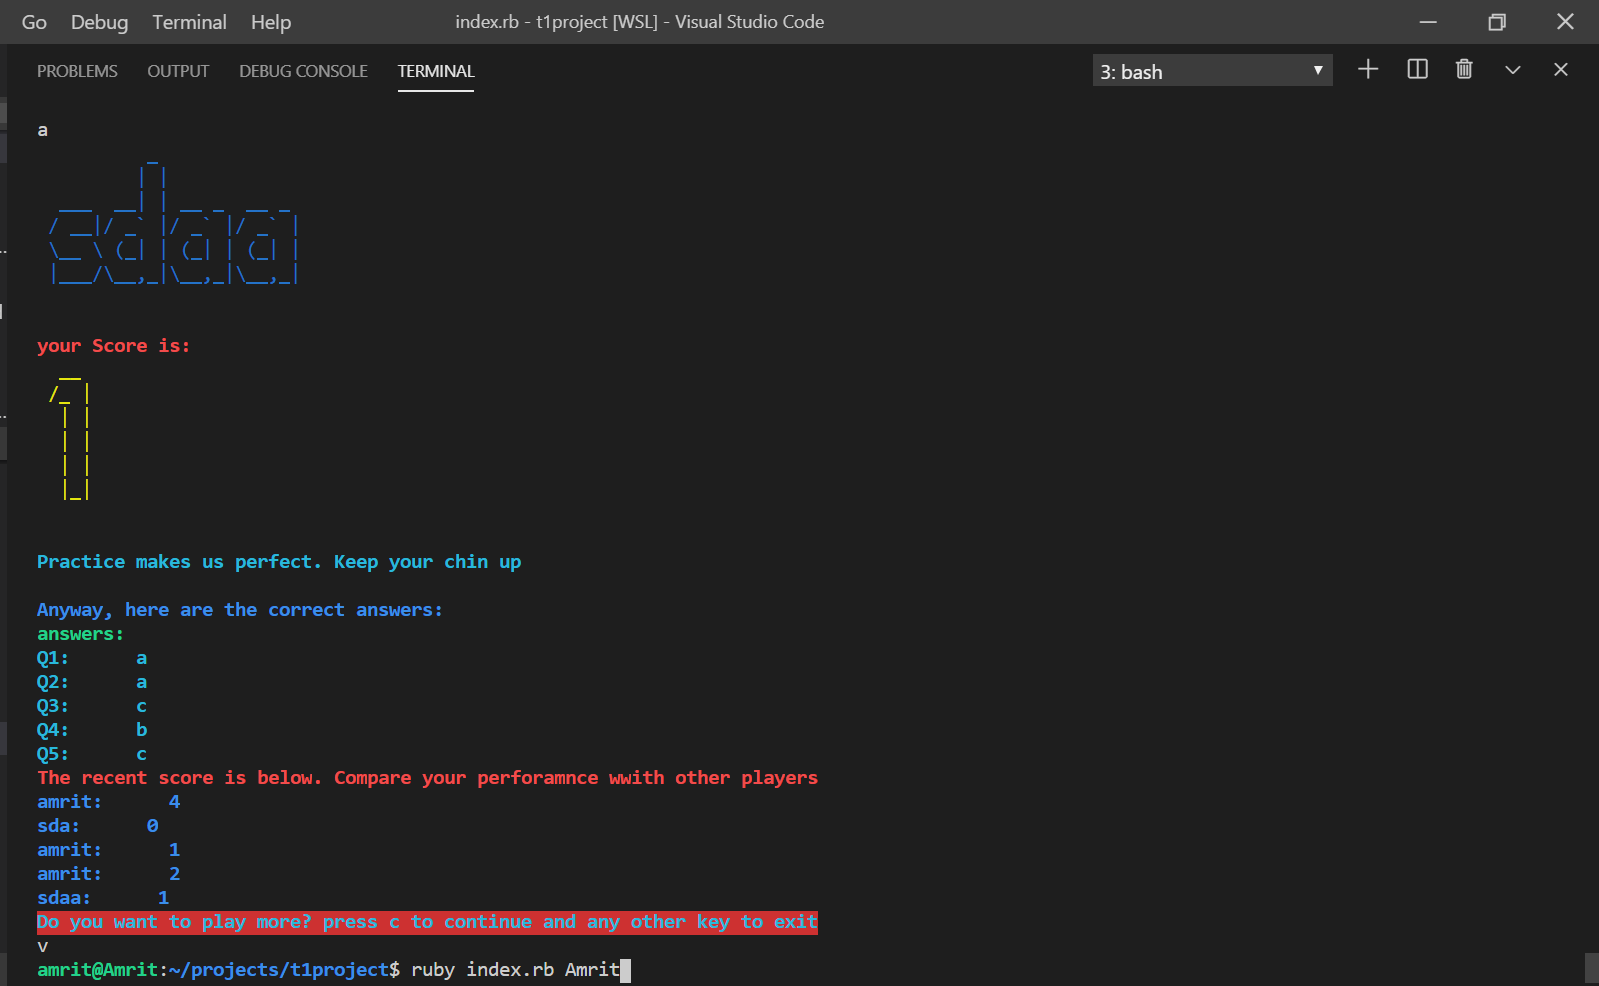 Go Debug Terminal Help index.rb - t1project [WSL] - Visual Studio Code
PROBLEMS OUTPUT DEBUG CONSOLE TERMINAL 3: bash
a
sdaa
your Score is:
1
Practice makes us perfect. Keep your chin up
Anyway, here are the correct answers:
answers:
Q1: a
Q2: a
Q3: c
Q4: b
Q5: c
The recent score is below. Compare your perforamnce wwith other players
amrit: 4
sda: 0
amrit: 1
amrit: 2
sdaa: 1
Do you want to play more? press c to continue and any other key to exit
v
amrit@Amrit:~/projects/t1project$ ruby index.rb Amrit